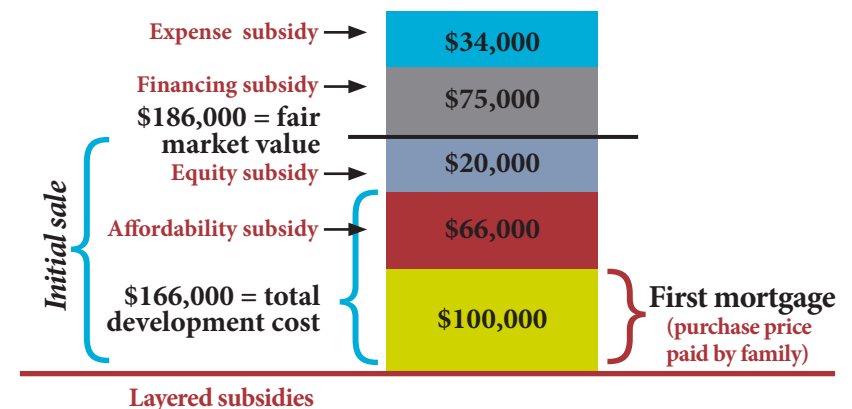 Expense subsidy
$34,000
Financing subsidy
$75,000
$186,000 = fair
market value
Equity subsidy
$20,000
Initial sale
Affordability subsidy
$66,000
$166,000 = total
development cost
$100,000
First mortgage
(purchase price
paid by family)
Layered subsidies